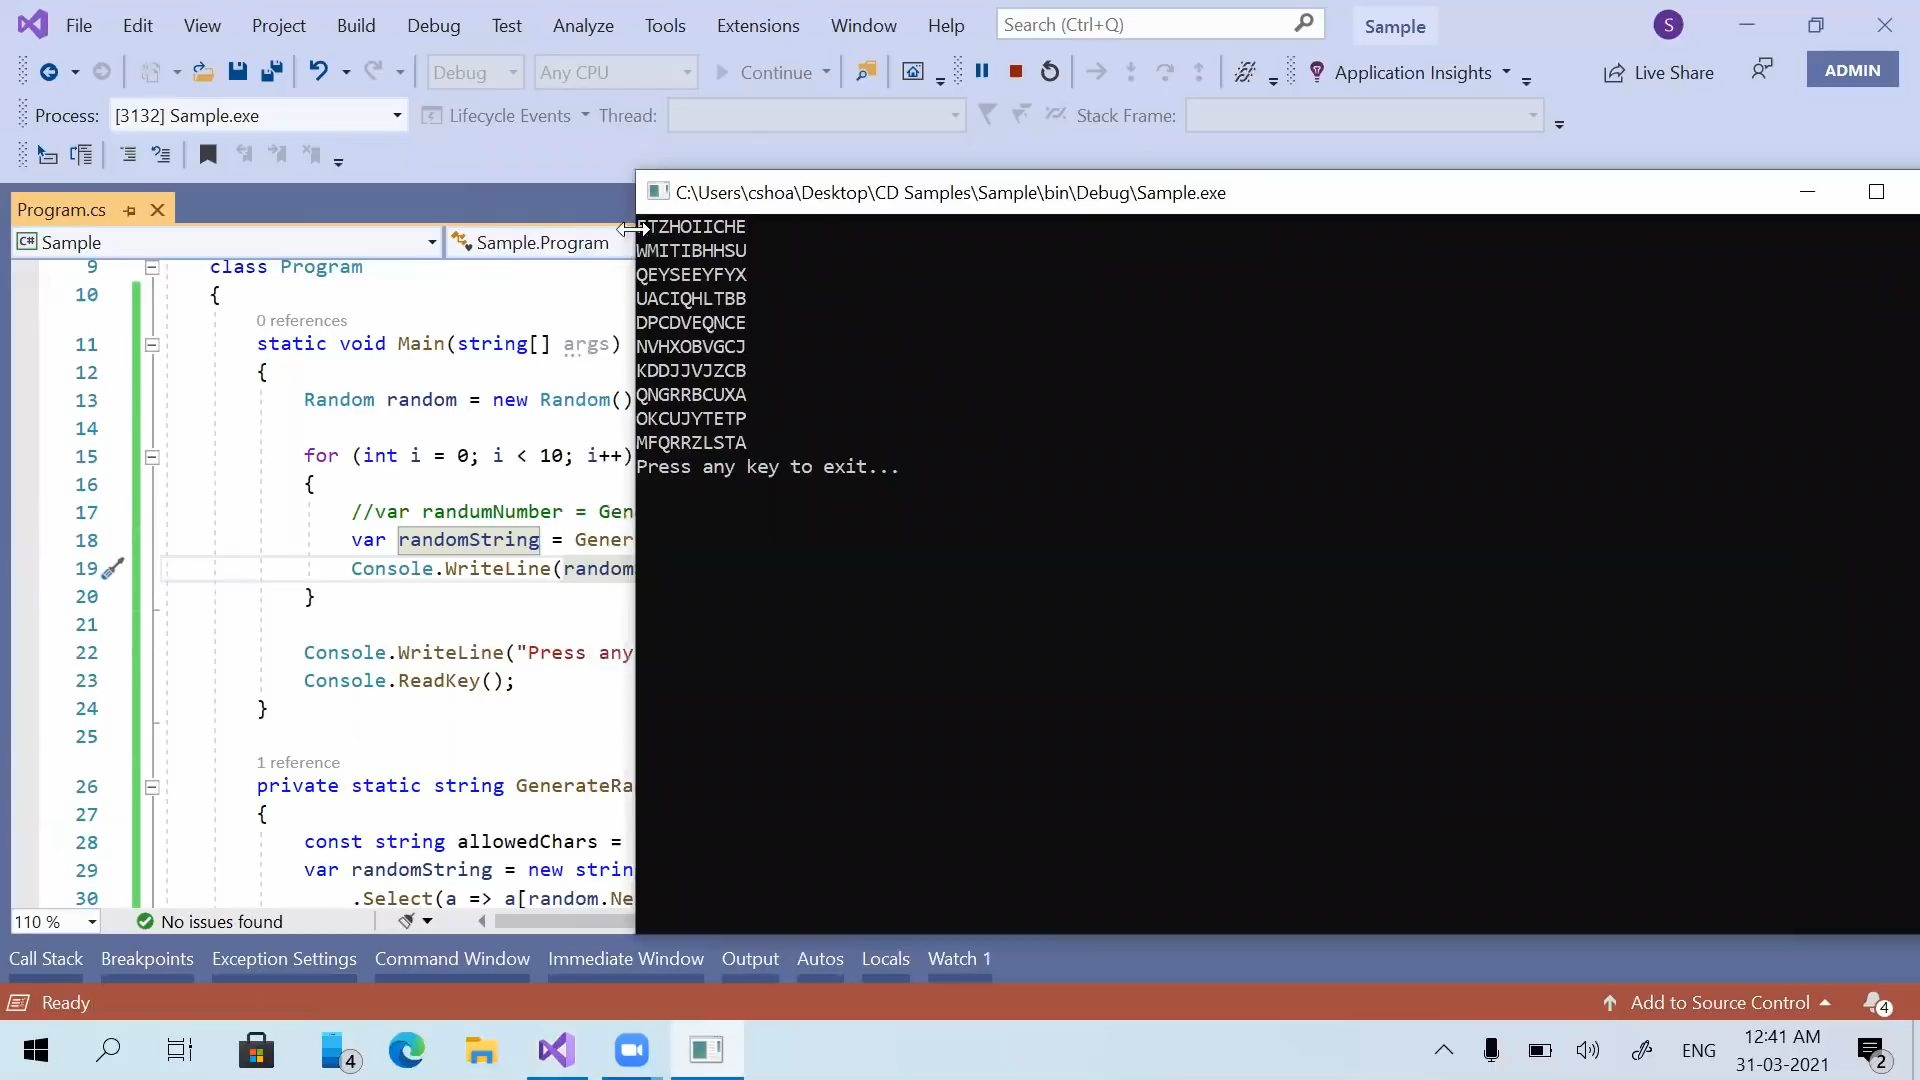 File Edit View Project Build Debug Test Analyze Tools Extensions Window Help Search (Ctrl+Q) Sample S
Debug Any CPU Continue Application Insights Live Share ADMIN
Process: [3132] Sample.exe Lifecycle Events Thread: Stack Frame:
Program.cs
C:\Users\cshoa\Desktop\CD Samples\Sample\bin\Debug\Sample.exe
C# Sample Sample.Program
TZHOIICHE
WMITIBHHSU
QEYSEEYFYX
UACIQHLTBB
DPCDVEQNCE
NVHXOBVGCJ
KDDJJVJZCB
QNGRRBCUXA
OKCUJYTETP
MFQRRZLSTA
Press any key to exit...
9 class Program
10 {
0 references
11 static void Main(string[] args)
12 {
13 Random random = new Random()
14
15 for (int i = 0; i < 10; i++)
16 {
17 //var randumNumber = Gen
18 var randomString = Gener
19 Console.WriteLine(random
20 }
21
22 Console.WriteLine("Press any
23 Console.ReadKey();
24 }
25
1 reference
26 private static string GenerateRa
27 {
28 const string allowedChars =
29 var randomString = new strin
30 .Select(a => a[random.Ne
110 % No issues found
Call Stack Breakpoints Exception Settings Command Window Immediate Window Output Autos Locals Watch 1
Ready Add to Source Control 4
4 ENG 12:41 AM
31-03-2021 2